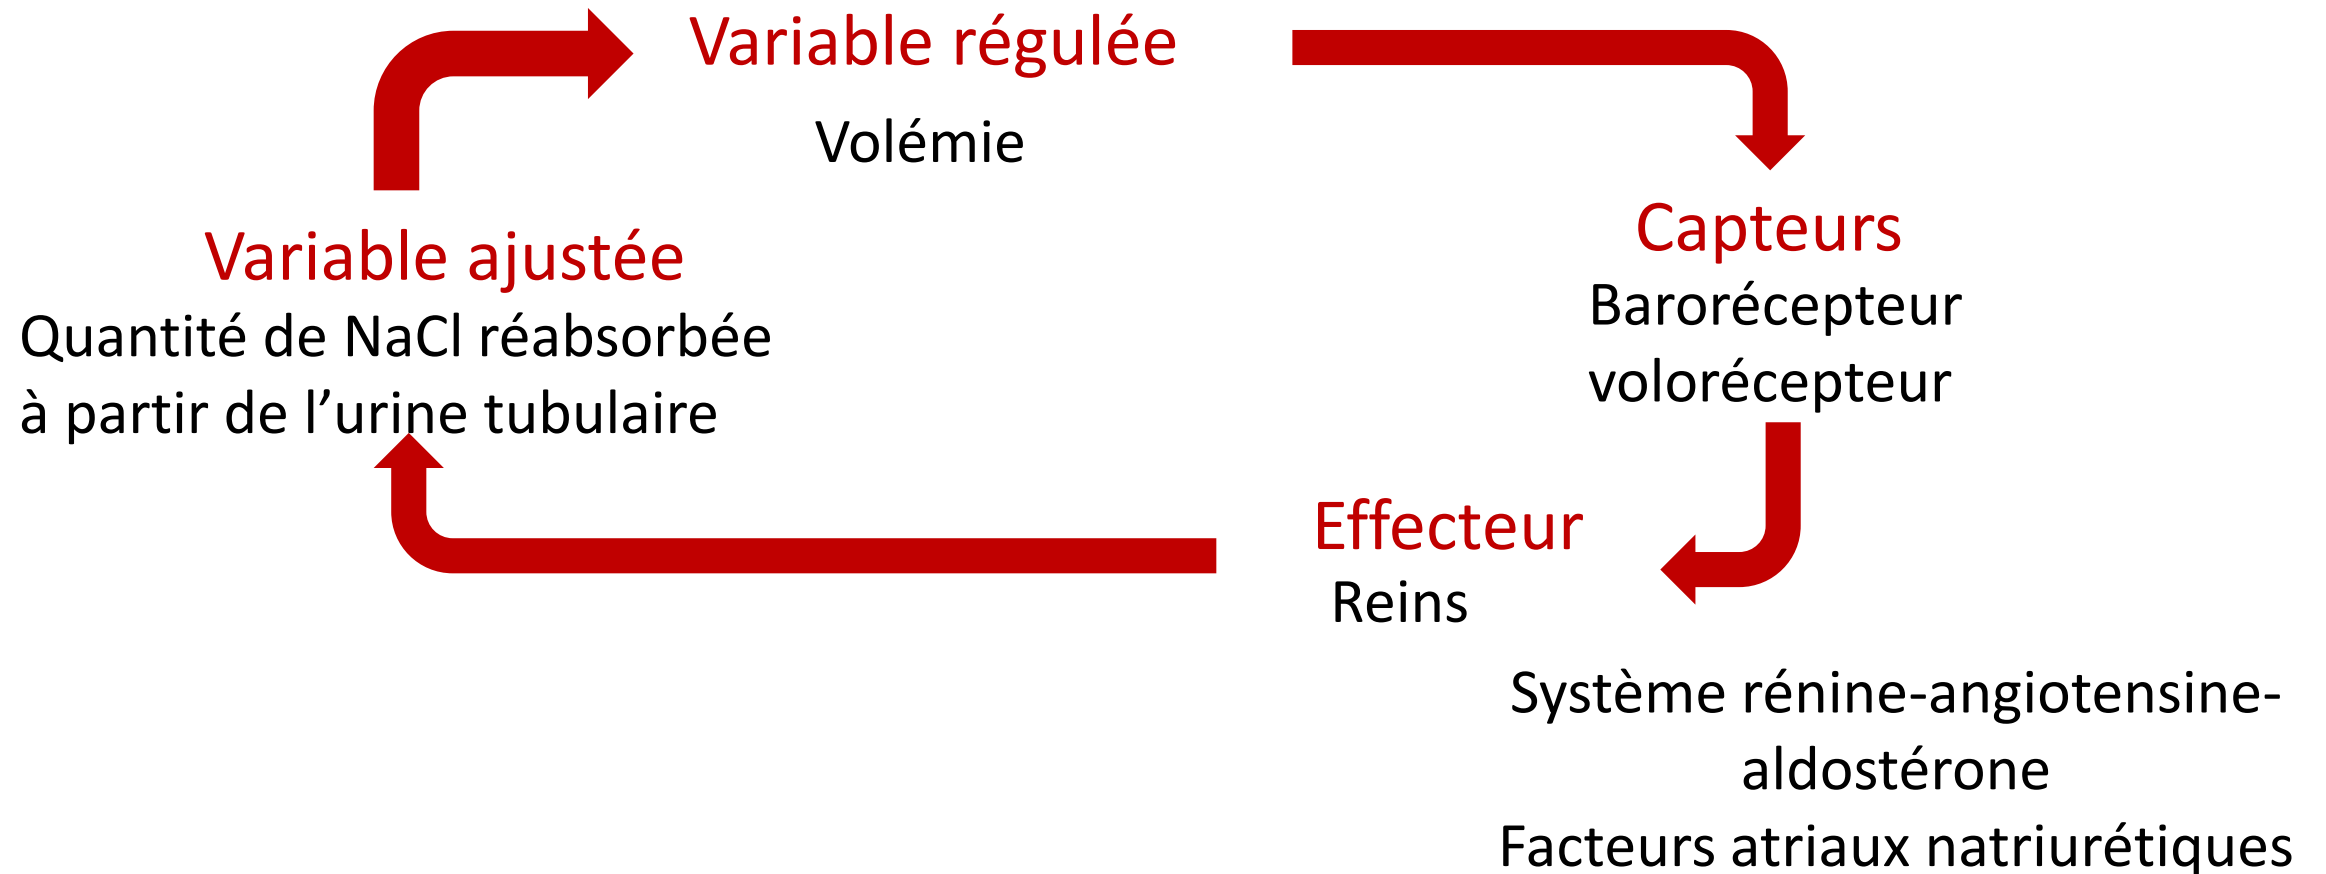 Variable régulée
Volémie
Capteurs
Barorécepteur
volorécepteur
Variable ajustée
Quantité de NaCl réabsorbée
à partir de l’urine tubulaire
Effecteur
Reins
Système rénine-angiotensine-
aldostérone
Facteurs atriaux natriurétiques